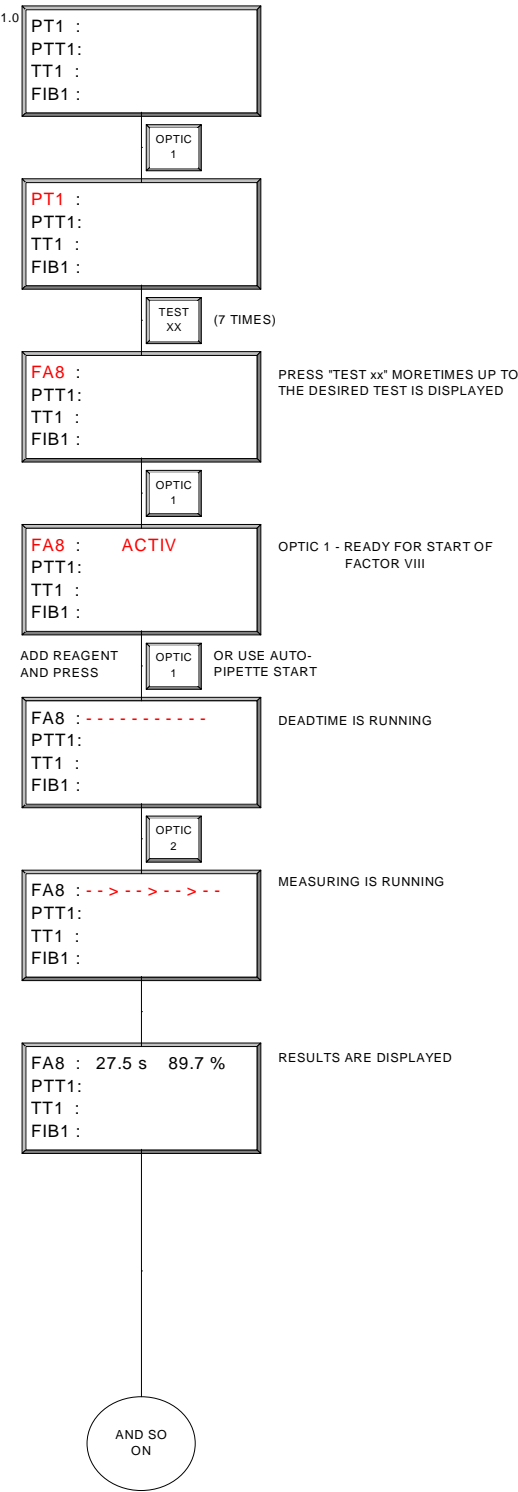 1.0
PT1 :
PTT1:
TT1 :
FIB1 :
OPTIC
1
PT1 :
PTT1:
TT1 :
FIB1 :
TEST
XX
(7 TIMES)
FA8 :
PTT1:
TT1 :
FIB1 :
PRESS "TEST xx" MORETIMES UP TO
THE DESIRED TEST IS DISPLAYED
OPTIC
1
FA8 : ACTIV
PTT1:
TT1 :
FIB1 :
OPTIC 1 - READY FOR START OF
FACTOR VIII
ADD REAGENT
AND PRESS
OPTIC
1
OR USE AUTO-
PIPETTE START
FA8 : - - - - - - - - - - -
PTT1:
TT1 :
FIB1 :
DEADTIME IS RUNNING
OPTIC
2
FA8 : - - > - - > - - > - -
PTT1:
TT1 :
FIB1 :
MEASURING IS RUNNING
FA8 : 27.5 s 89.7 %
PTT1:
TT1 :
FIB1 :
RESULTS ARE DISPLAYED
AND SO
ON